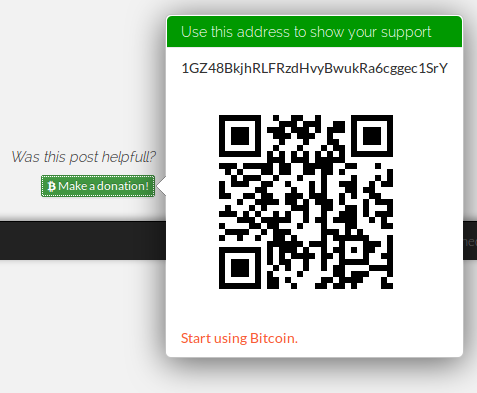 Use this address to show your support
1GZ48BkjhRLFRzdHvyBwukRa6cggec1SrY
Was this post helpfull?
Make a donation!
Start using Bitcoin.